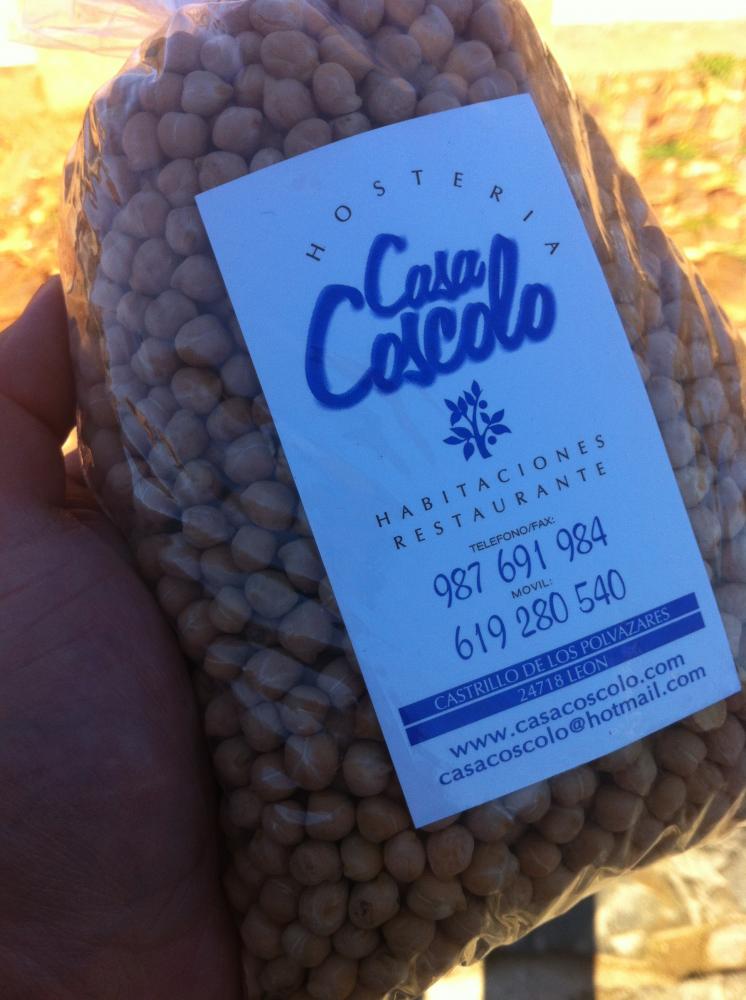 HOSTERIA
Casa
Coscolo
HABITACIONES
RESTAURANTE
TELEFONO/FAX:
987 691 984
MOVIL:
619 280 540
CASTRILLO DE LOS POLVAZARES
24718 LEON
www.casacoscolo.com
casacoscolo@hotmail.com